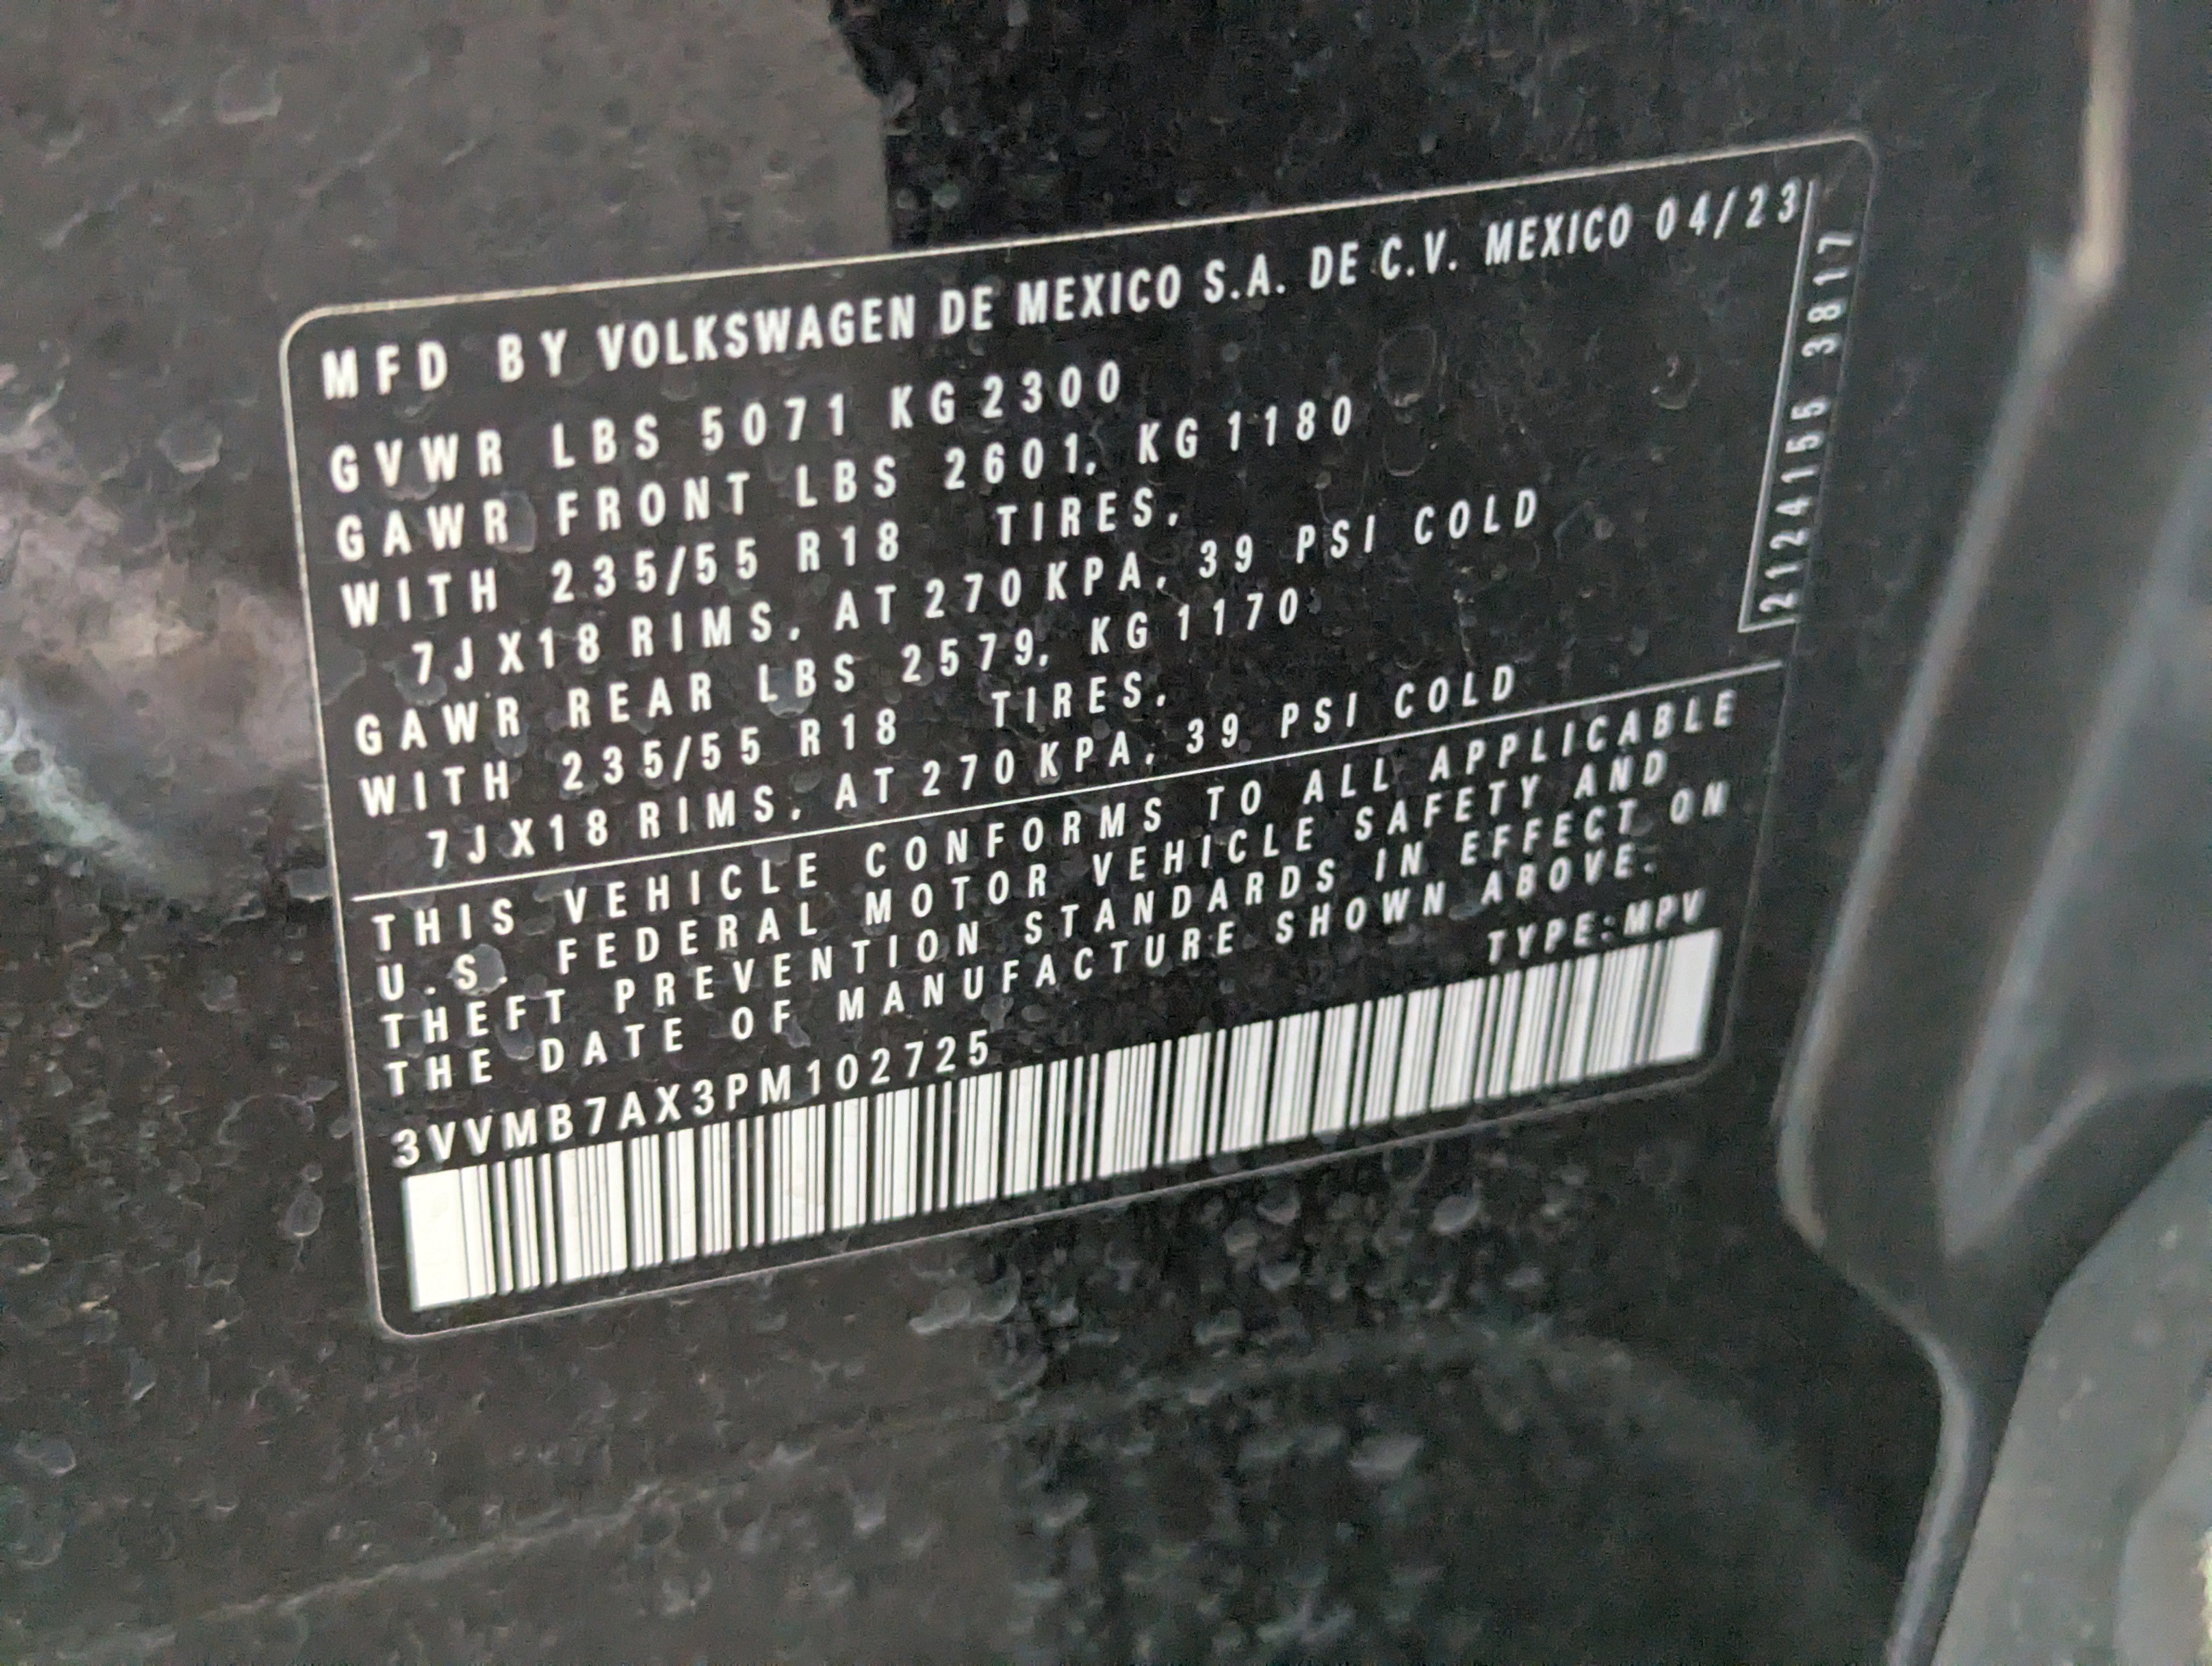 MFD BY VOLKSWAGEN DE MEXICO S.A. DE C.V. MEXICO 04/23
GVWR LBS 5071 KG 2300
GAWR FRONT LBS 2601, KG 1180
WITH 235/55 R18 TIRES,
7JX18 RIMS, AT 270 KPA, 39 PSI COLD
GAWR REAR LBS 2579, KG 1170
WITH 235/55 R18 TIRES,
7JX18 RIMS, AT 270 KPA, 39 PSI COLD
THIS VEHICLE CONFORMS TO ALL APPLICABLE
U.S. FEDERAL MOTOR VEHICLE SAFETY AND
THEFT PREVENTION STANDARDS IN EFFECT ON
THE DATE OF MANUFACTURE SHOWN ABOVE.
3VVMB7AX3PM102725 TYPE:MPV
2124155 3817